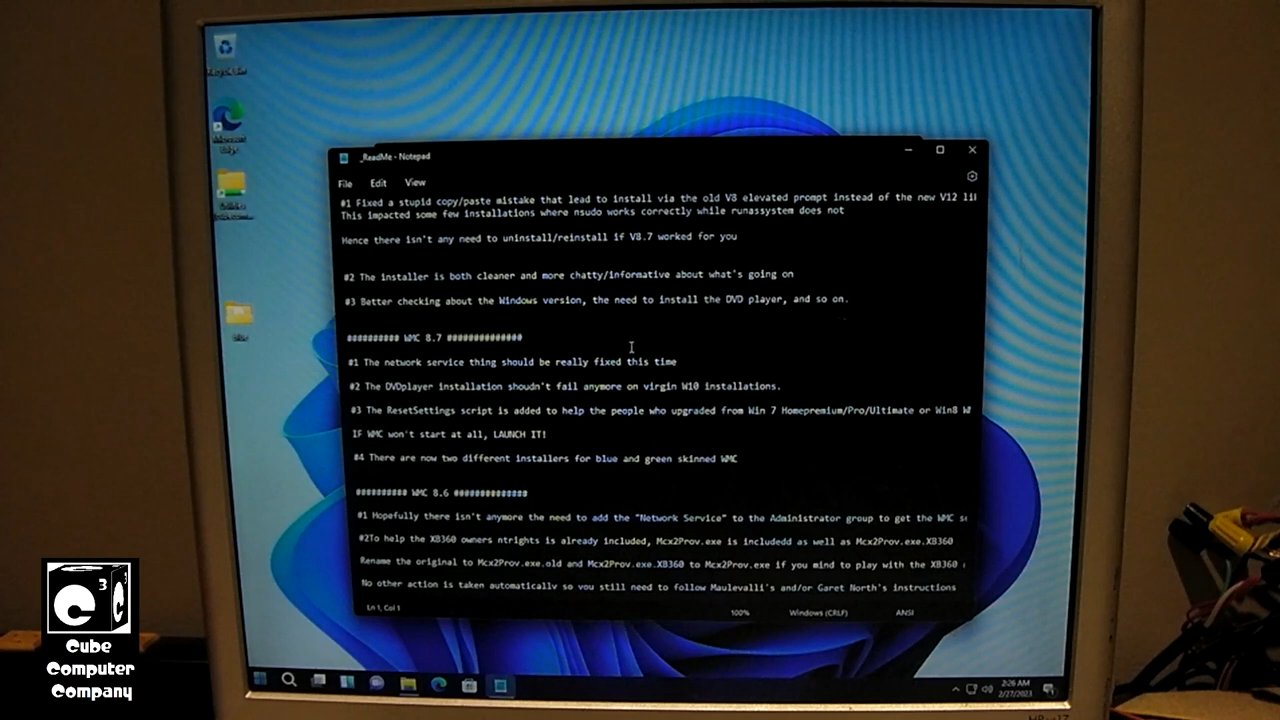 _ReadMe - Notepad
File Edit View
#1 Fixed a stupid copy/paste mistake that lead to install via the old V8 elevated prompt instead of the new V12
This impacted some few installations where nsudo works correctly while runassystem does not
Hence there isn't any need to uninstall/reinstall if V8.7 worked for you
#2 The installer is both cleaner and more chatty/informative about what's going on
#3 Better checking about the Windows version, the need to install the DVD player, and so on.
########## WMC 8.7 ##############
#1 The network service thing should be really fixed this time
#2 The DVDplayer installation shoudn't fail anymore on virgin W10 installations.
#3 The ResetSettings script is added to help the people who upgraded from Win 7 Homepremium/Pro/Ultimate or Win8
IF WMC won't start at all, LAUNCH IT!
#4 There are now two different installers for blue and green skinned WMC
########## WMC 8.6 ##############
#1 Hopefully there isn't anymore the need to add the "Network Service" to the Administrator group to get the WMC
#2To help the XB360 owners ntrights is already included, Mcx2Prov.exe is includedd as well as Mcx2Prov.exe.XB360
Rename the original to Mcx2Prov.exe.old and Mcx2Prov.exe.XB360 to Mcx2Prov.exe if you mind to play with the XB360
No other action is taken automatically so you still need to follow Maulevalli's and/or Garet North's instructions
Ln 1, Col 1 100% Windows (CRLF) ANSI
2:26 AM
2/27/2023
C3C
Cube
Computer
Company